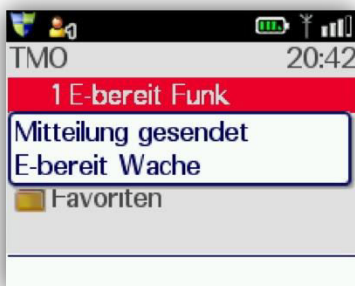 TMO 20:42
1 E-bereit Funk
Mitteilung gesendet
E-bereit Wache
Favoriten